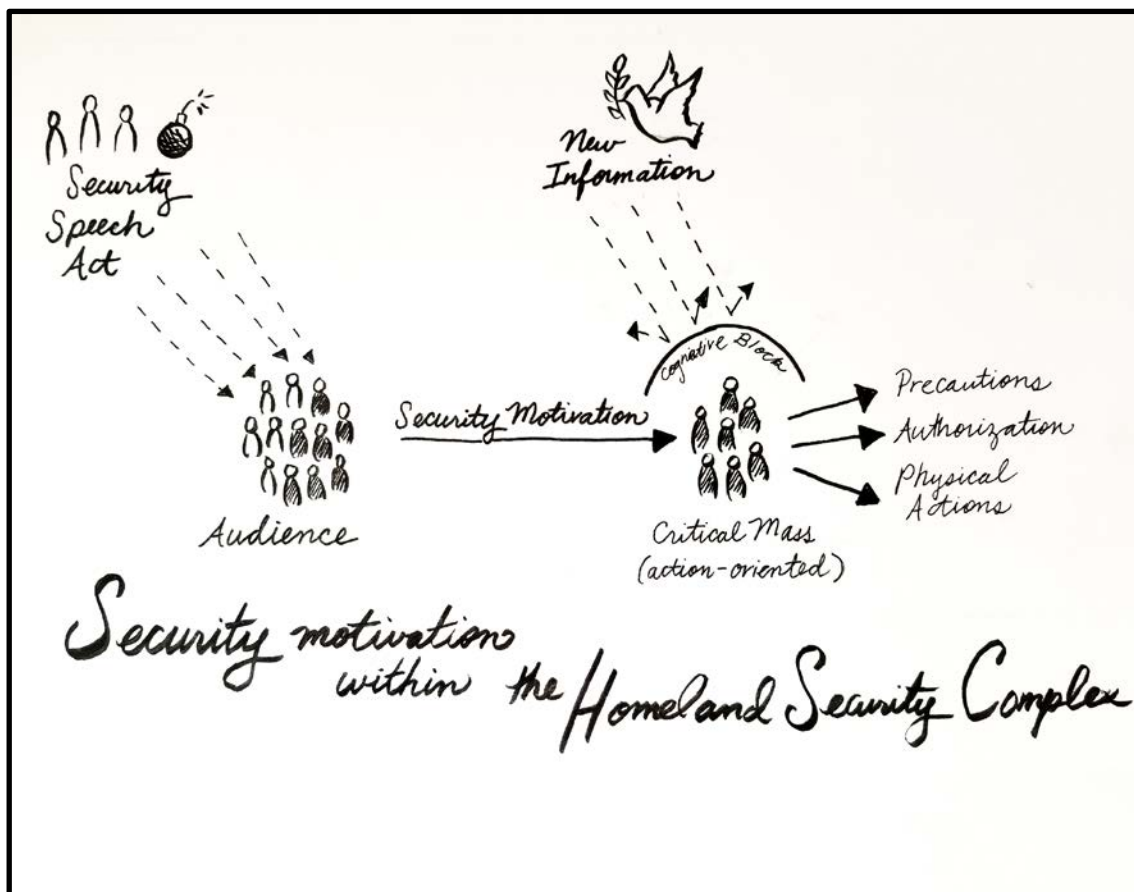 Security
Speech
Act
New
Information
Cognative Block
Security Motivation
Precautions
Authorization
Physical
Actions
Audience
Critical Mass
(action-oriented)
Security motivation
within the Homeland Security Complex